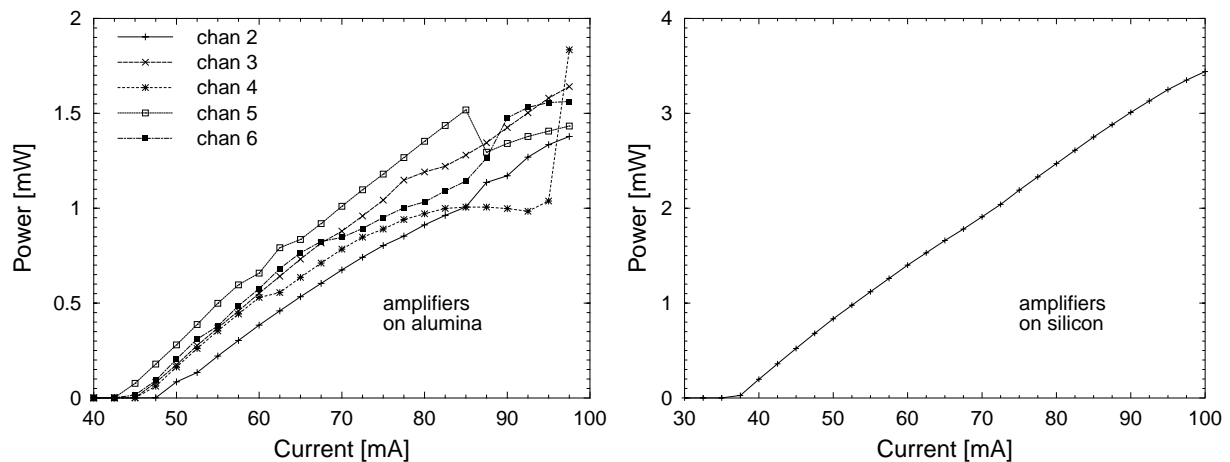 2
1.5
1
0.5
0
40 50 60 70 80 90 100
Power [mW]
Current [mA]
chan 2
chan 3
chan 4
chan 5
chan 6
amplifiers
on alumina
4
3
2
1
0
30 40 50 60 70 80 90 100
Power [mW]
Current [mA]
amplifiers
on silicon